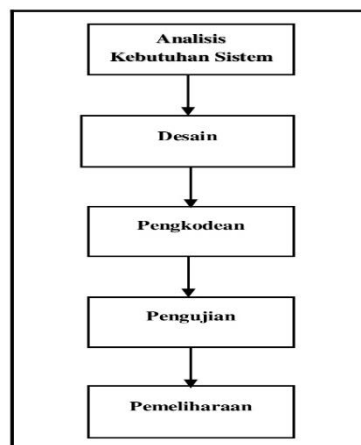 Analisis
Kebutuhan Sistem
Desain
Pengkodean
Pengujian
Pemeliharaan